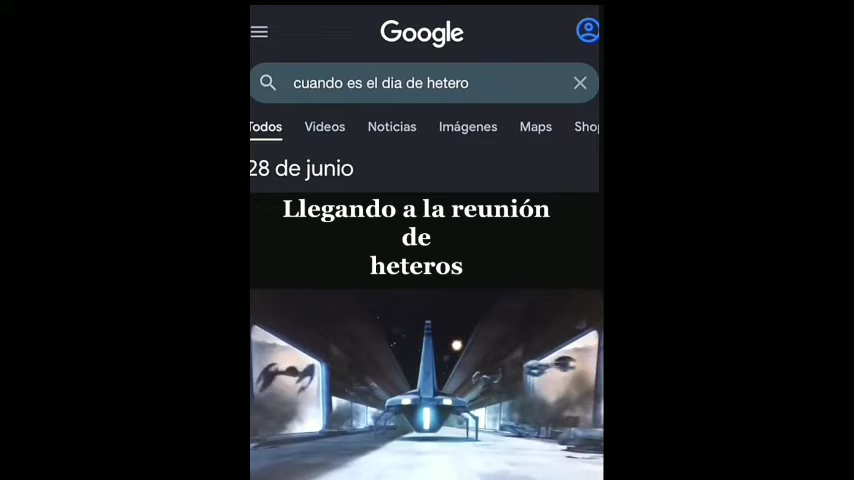 Google
cuando es el dia de hetero
Todos Videos Noticias Imágenes Maps Shop
28 de junio
Llegando a la reunión
de
heteros